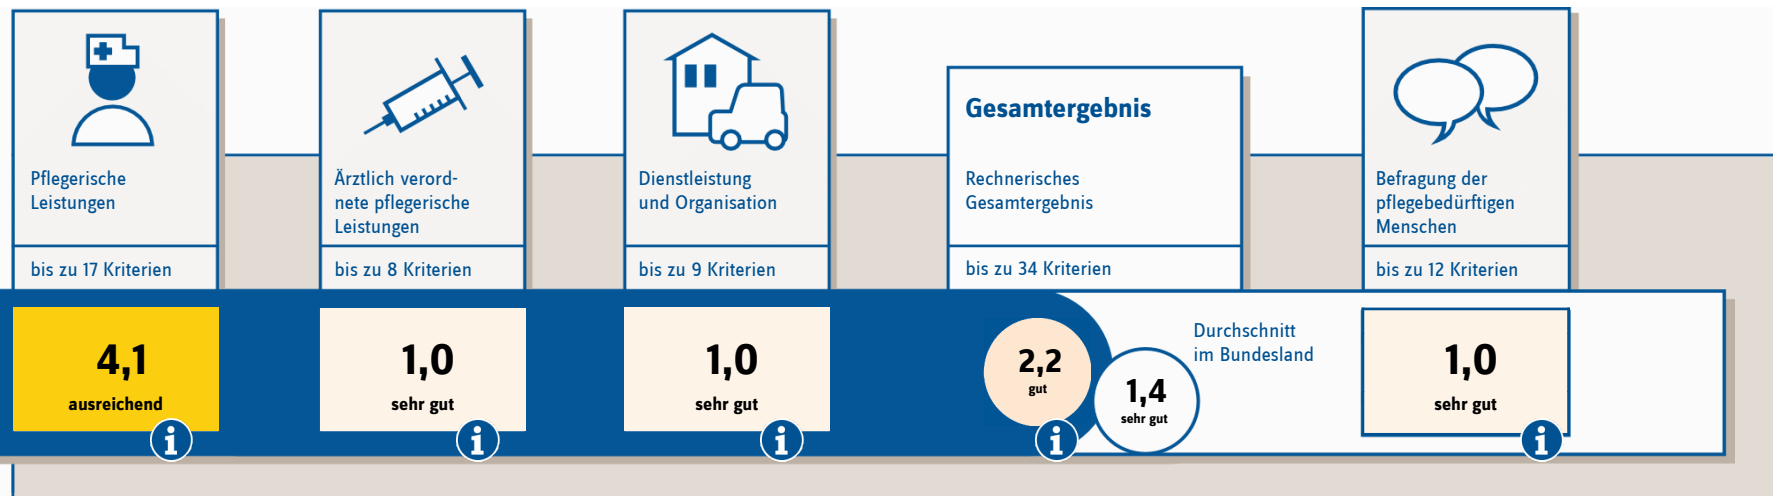 Pflegerische
Leistungen
bis zu 17 Kriterien
4,1
ausreichend
i
Ärztlich verord-
nete pflegerische
Leistungen
bis zu 8 Kriterien
1,0
sehr gut
i
Dienstleistung
und Organisation
bis zu 9 Kriterien
1,0
sehr gut
i
Gesamtergebnis
Rechnerisches
Gesamtergebnis
bis zu 34 Kriterien
2,2
gut
i
Durchschnitt
im Bundesland
1,4
sehr gut
Befragung der
pflegebedürftigen
Menschen
bis zu 12 Kriterien
1,0
sehr gut
i